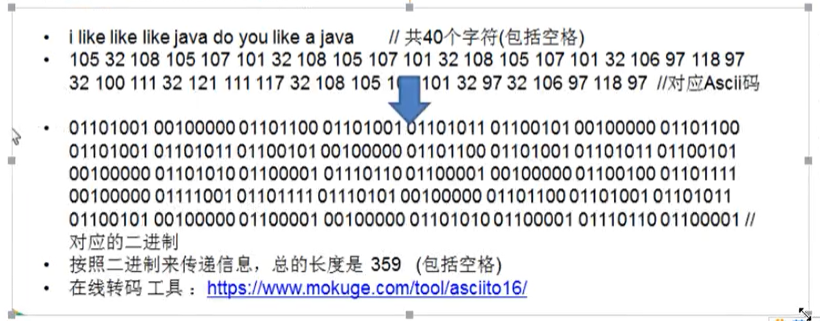 • i like like like java do you like a java // 共40个字符(包括空格)
• 105 32 108 105 107 101 32 108 105 107 101 32 108 105 107 101 32 106 97 118 97
32 100 111 32 121 111 117 32 108 105 101 32 97 32 106 97 118 97 //对应Ascii码
• 01101001 00100000 01101100 01101001 01101011 01100101 00100000 01101100
01101001 01101011 01100101 00100000 01101100 01101001 01101011 01100101
00100000 01101010 01100001 01110110 01100001 00100000 01100100 01101111
00100000 01111001 01101111 01110101 00100000 01101100 01101001 01101011
01100101 00100000 01100001 00100000 01101010 01100001 01110110 01100001 //
对应的二进制
• 按照二进制来传递信息，总的长度是 359 (包括空格)
• 在线转码 工具 ：https://www.mokuge.com/tool/asciito16/